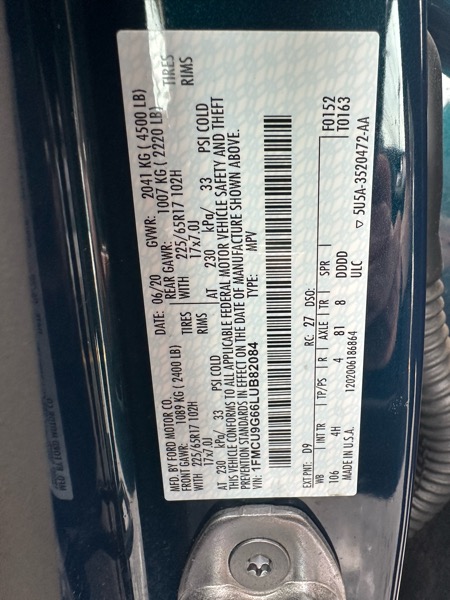 MFD. BY FORD MOTOR CO. DATE: 06/20 GVWR: 2041 KG ( 4500 LB)
FRONT GAWR: 1089 KG (2400 LB) REAR GAWR: 1007 KG ( 2220 LB)
WITH 225/65R17 102H TIRES WITH 225/65R17 102H TIRES
17x7.0J RIMS 17x7.0J RIMS
AT 230 kPa/ 33 PSI COLD AT 230 kPa/ 33 PSI COLD
THIS VEHICLE CONFORMS TO ALL APPLICABLE FEDERAL MOTOR VEHICLE SAFETY AND THEFT
PREVENTION STANDARDS IN EFFECT ON THE DATE OF MANUFACTURE SHOWN ABOVE.
VIN: 1FMCU9G66LUB82084 TYPE: MPV
EXT PNT: D9 RC: 27 DSO: F0152
T0163
WB INT TR TP/PS R AXLE TR SPR
106 4H 4 81 8 DDDD
MADE IN U.S.A. ULC
1202006186864 ▽ 5U5A-3520472-AA